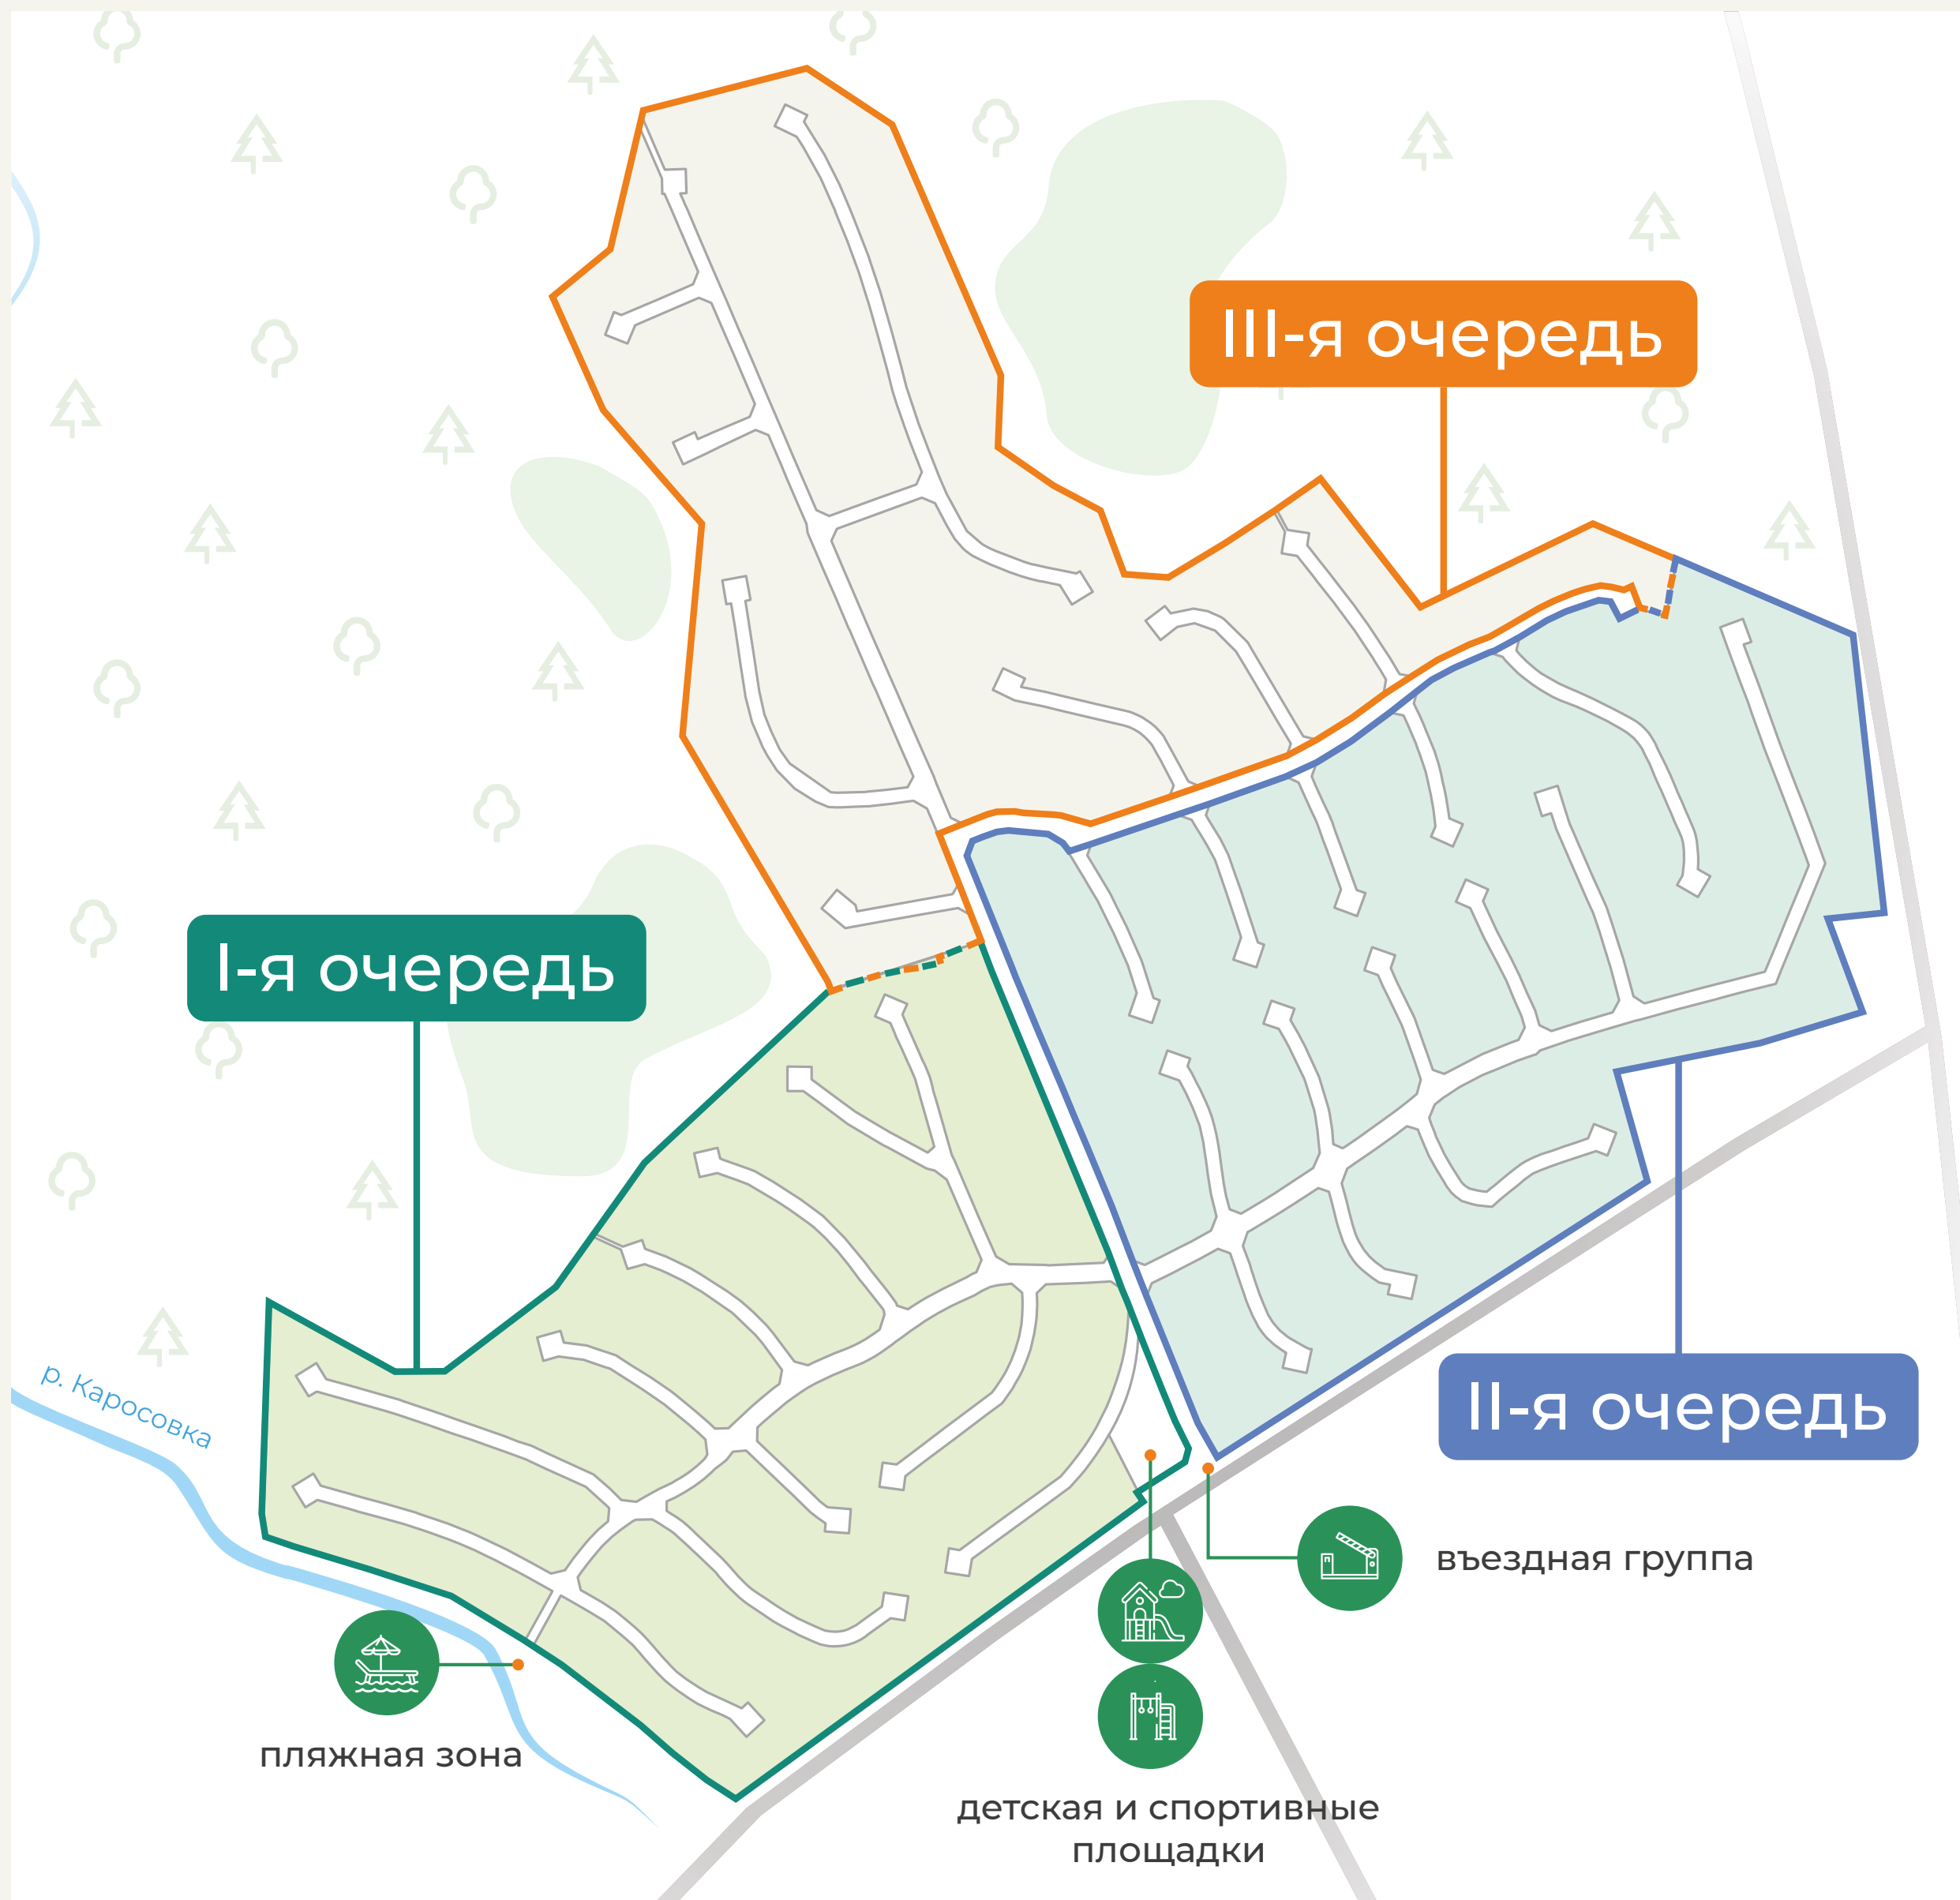 III-я очередь
I-я очередь
р. Каросовка
II-я очередь
въездная группа
пляжная зона
детская и спортивные
площадки